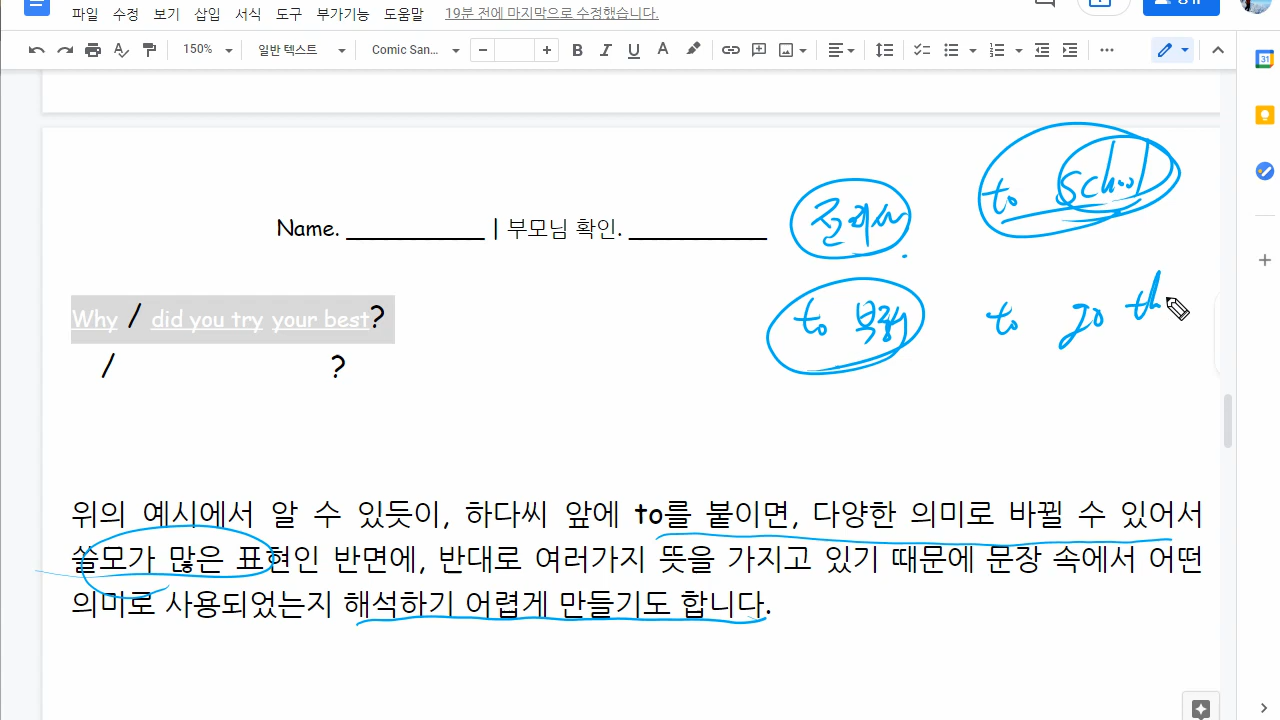 파일 수정 보기 삽입 서식 도구 부가기능 도움말 19분 전에 마지막으로 수정했습니다.
150% 일반 텍스트 Comic San... B I U A
31
to School
전치사
Name. __________ | 부모님 확인. __________
to 부정
to go th
Why / did you try your best?
/ ?
위의 예시에서 알 수 있듯이, 하다씨 앞에 to를 붙이면, 다양한 의미로 바뀔 수 있어서
쓸모가 많은 표현인 반면에, 반대로 여러가지 뜻을 가지고 있기 때문에 문장 속에서 어떤
의미로 사용되었는지 해석하기 어렵게 만들기도 합니다.